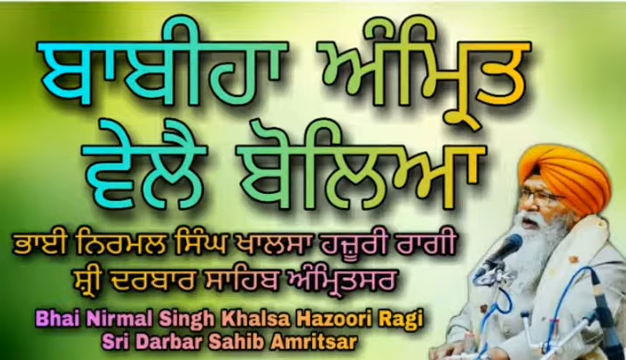 ਬਾਬੀਹਾ ਅੰਮ੍ਰਿਤ
ਵੇਲੈ ਬੋਲਿਆ
ਭਾਈ ਨਿਰਮਲ ਸਿੰਘ ਖਾਲਸਾ ਹਜ਼ੂਰੀ ਰਾਗੀ
ਸ਼੍ਰੀ ਦਰਬਾਰ ਸਾਹਿਬ ਅੰਮ੍ਰਿਤਸਰ
Bhai Nirmal Singh Khalsa Hazoori Ragi
Sri Darbar Sahib Amritsar